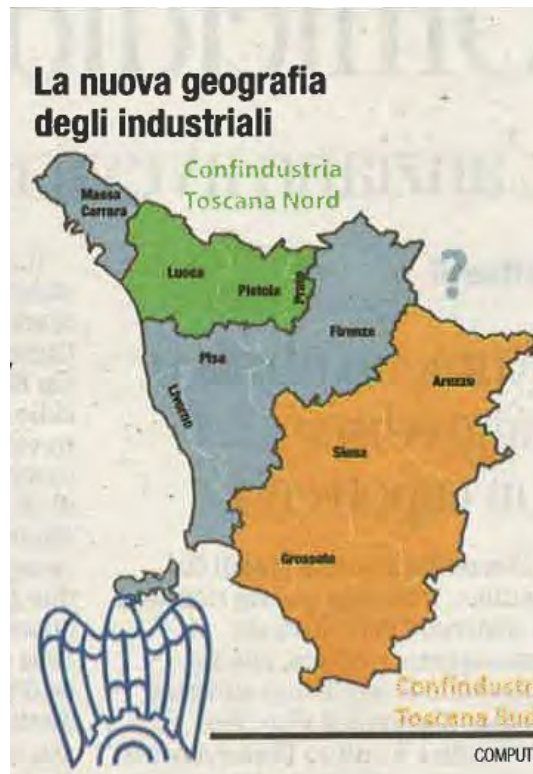 La nuova geografia
degli industriali
Confindustria
Toscana Nord
Massa
Carrara
Lucca
Pistoia
Prato
?
Firenze
Pisa
Livorno
Arezzo
Siena
Grosseto
Confindustr
Toscana Sud
COMPUT